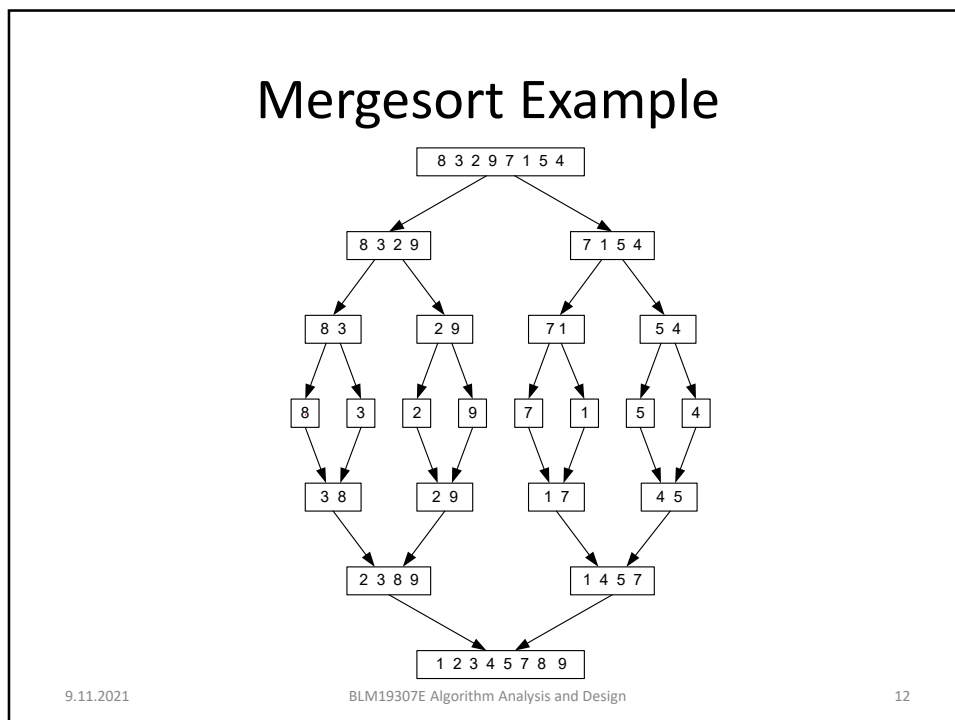 Mergesort Example
8 3 2 9 7 1 5 4
8 3 2 9 7 1 5 4
8 3 2 9 7 1 5 4
8 3 2 9 7 1 5 4
3 8 2 9 1 7 4 5
2 3 8 9 1 4 5 7
1 2 3 4 5 7 8 9
9.11.2021 BLM19307E Algorithm Analysis and Design 12